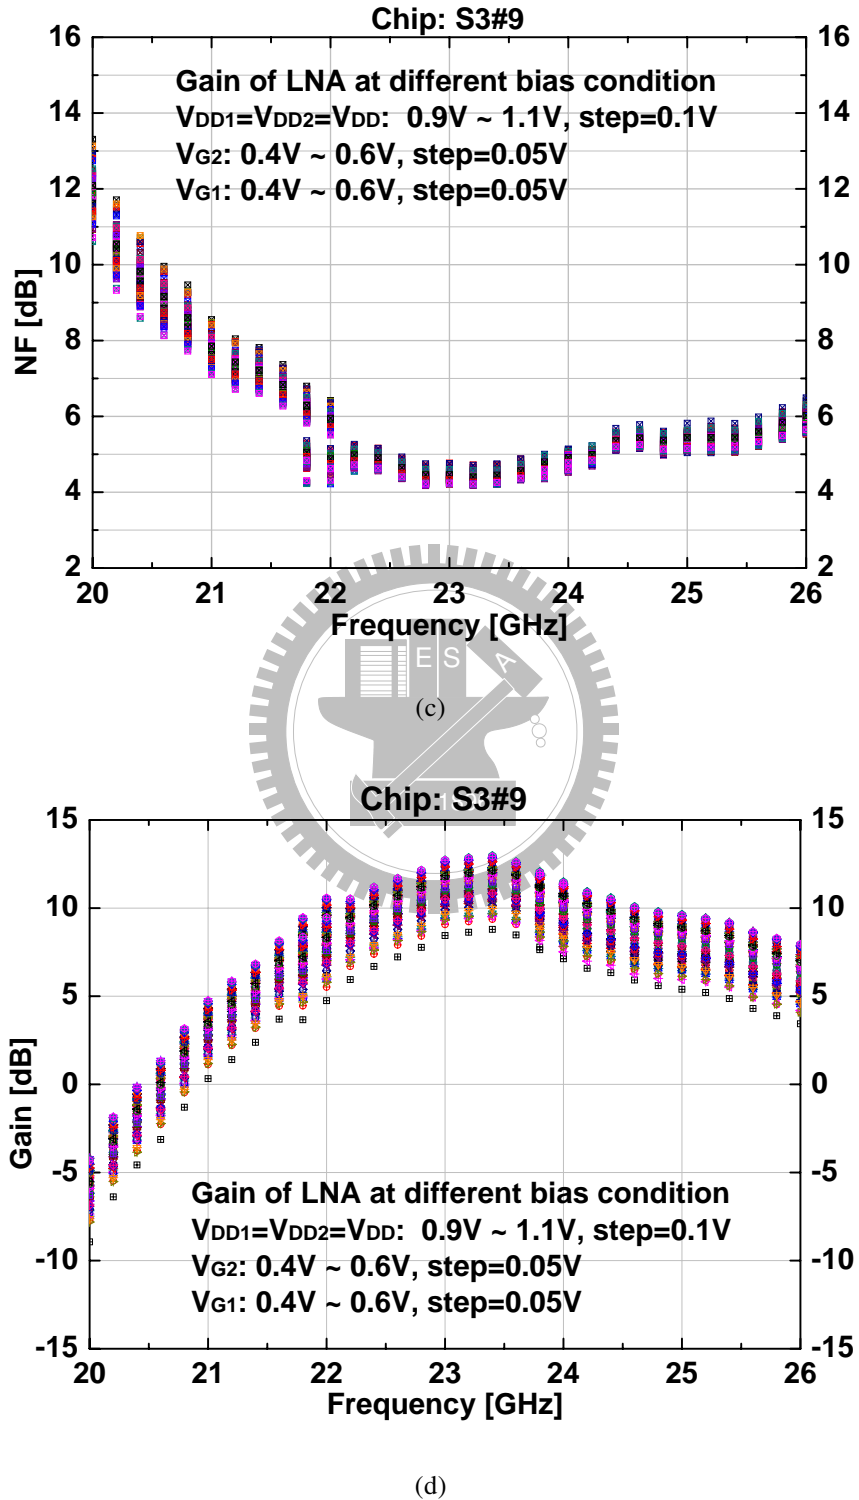 Chip: S3#9
16 16
Gain of LNA at different bias condition
VDD1=VDD2=VDD: 0.9V ~ 1.1V, step=0.1V
14 14
VG2: 0.4V ~ 0.6V, step=0.05V
VG1: 0.4V ~ 0.6V, step=0.05V
12 12
10 10
NF [dB]
8 8
6 6
4 4
2 2
20 21 22 23 24 25 26
Frequency [GHz]
E S A
(c)
Chip: S3#9
15 15
10 10
5 5
Gain [dB]
0 0
-5 -5
Gain of LNA at different bias condition
VDD1=VDD2=VDD: 0.9V ~ 1.1V, step=0.1V
-10 -10
VG2: 0.4V ~ 0.6V, step=0.05V
VG1: 0.4V ~ 0.6V, step=0.05V
-15 -15
20 21 22 23 24 25 26
Frequency [GHz]
(d)